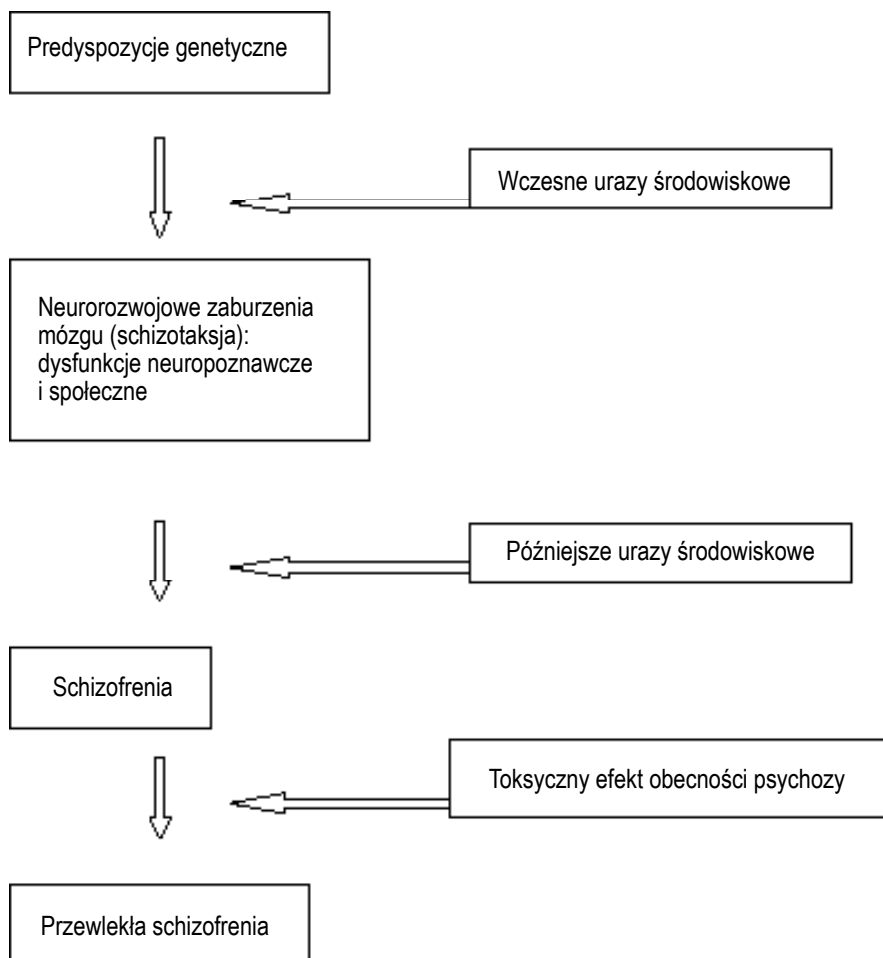 Predyspozycje genetyczne
Wczesne urazy środowiskowe
Neurorozwojowe zaburzenia
mózgu (schizotaksja):
dysfunkcje neuropoznawcze
i społeczne
Późniejsze urazy środowiskowe
Schizofrenia
Toksyczny efekt obecności psychozy
Przewlekła schizofrenia